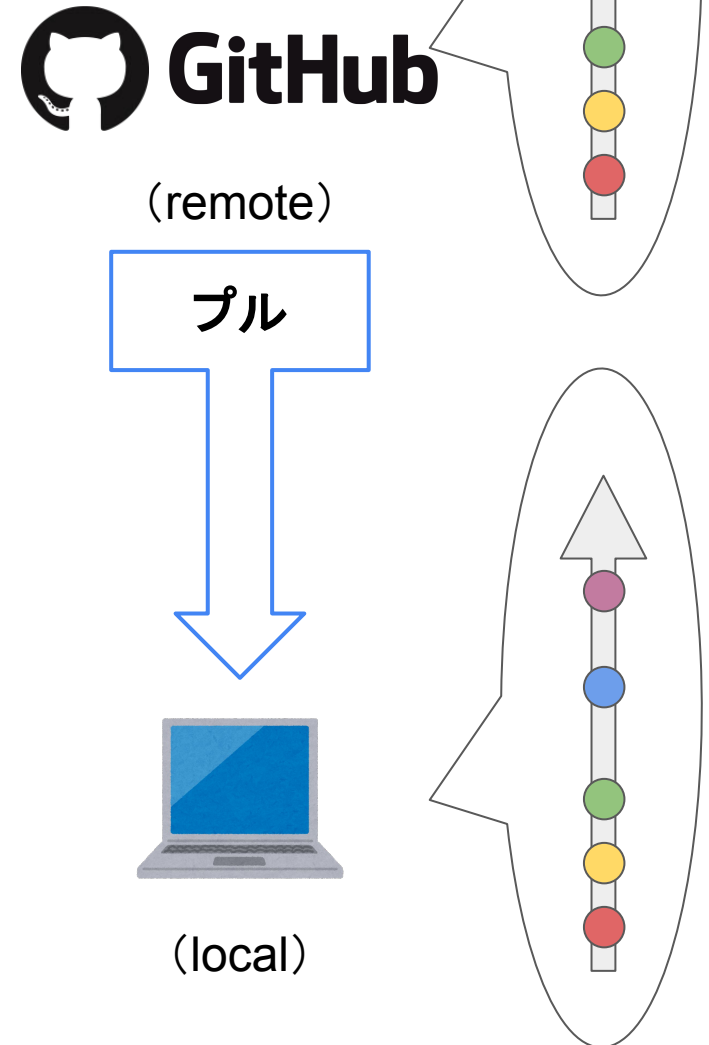 GitHub
（remote）
プル
（local）